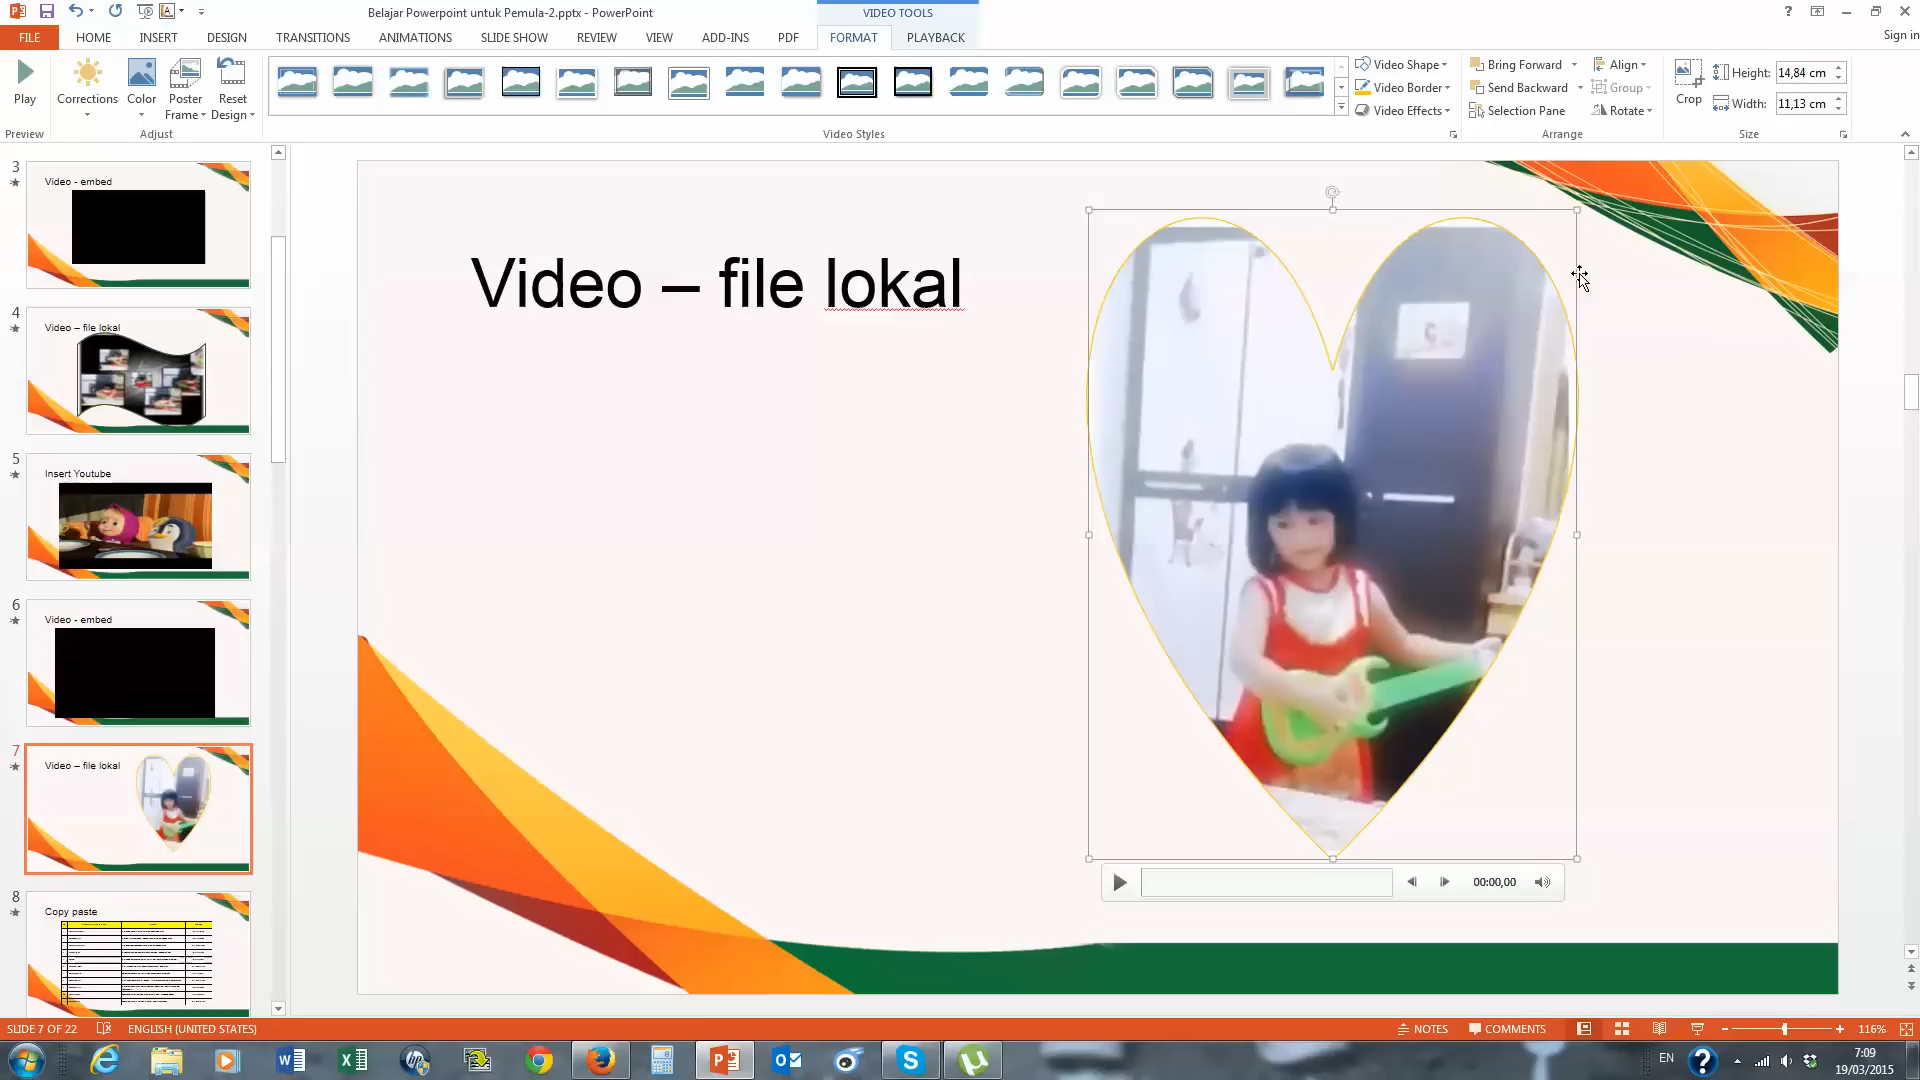 Belajar Powerpoint untuk Pemula-2.pptx - PowerPoint
VIDEO TOOLS
FILE HOME INSERT DESIGN TRANSITIONS ANIMATIONS SLIDE SHOW REVIEW VIEW ADD-INS PDF FORMAT PLAYBACK Sign in
Play
Corrections
Color
Poster Frame
Reset Design
Video Shape
Video Border
Video Effects
Bring Forward
Send Backward
Selection Pane
Align
Group
Rotate
Crop
Height: 14,84 cm
Width: 11,13 cm
Preview Adjust Video Styles Arrange Size
3
Video - embed
4
Video – file lokal
5
Insert Youtube
6
Video - embed
7
Video – file lokal
8
Copy paste
Video – file lokal
00:00,00
SLIDE 7 OF 22 ENGLISH (UNITED STATES) NOTES COMMENTS 116%
EN
7:09
19/03/2015